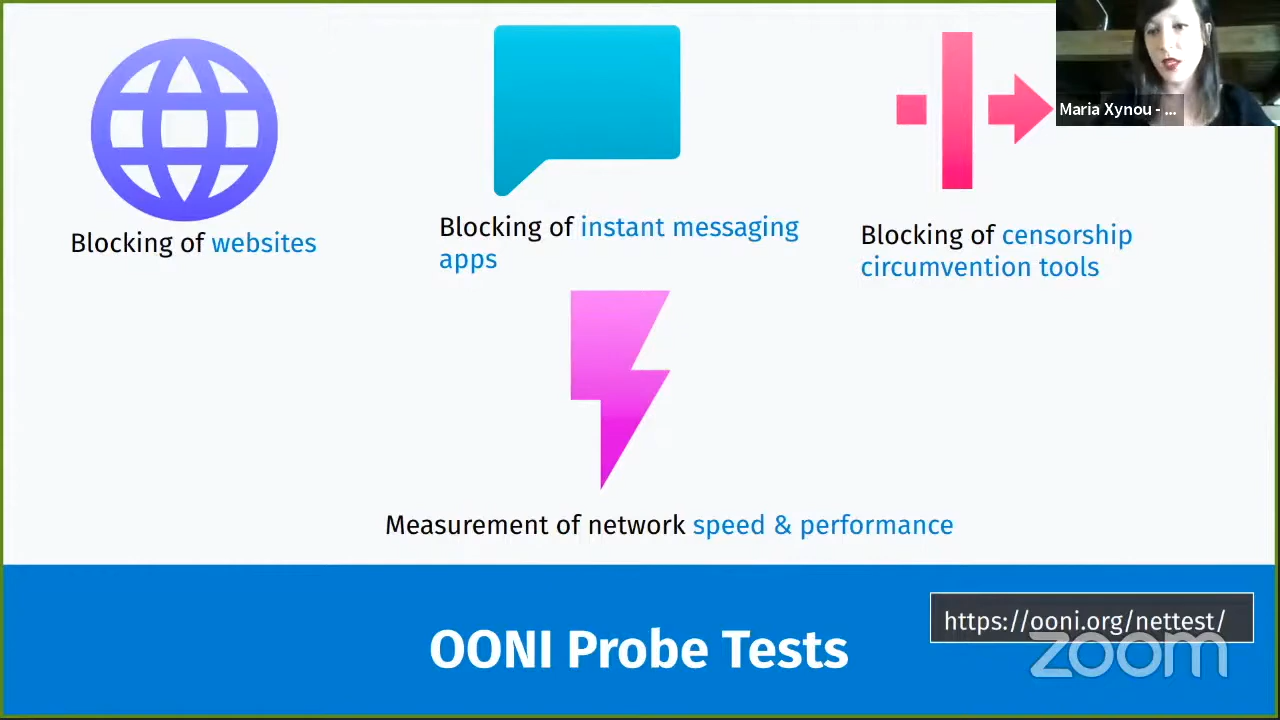 Maria Xynou - ...
Blocking of websites
Blocking of instant messaging
apps
Blocking of censorship
circumvention tools
Measurement of network speed & performance
OONI Probe Tests
https://ooni.org/nettest/
zoom